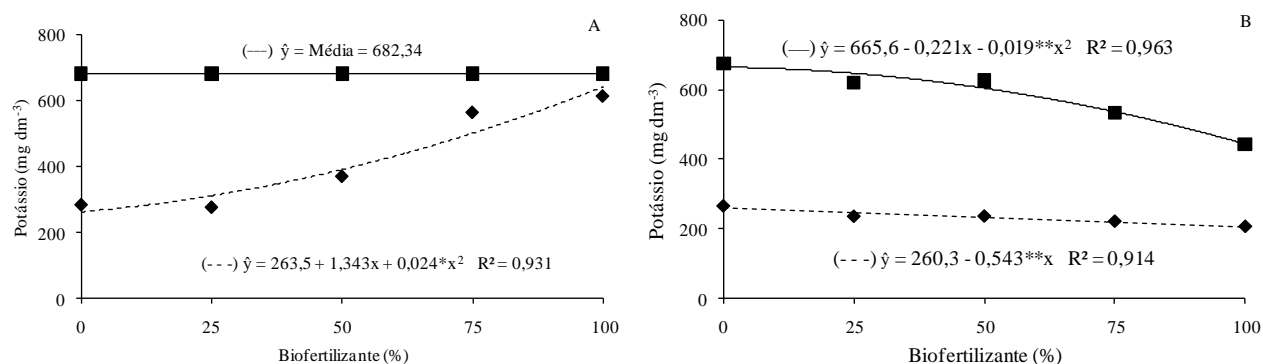 A
Potássio (mg dm⁻³)
800
600
400
200
0
(—) ŷ = Média = 682,34
(- - -) ŷ = 263,5 + 1,343x + 0,024*x² R² = 0,931
0 25 50 75 100
Biofertilizante (%)
B
Potássio (mg dm⁻³)
800
600
400
200
0
(—) ŷ = 665,6 - 0,221x - 0,019**x² R² = 0,963
(- - -) ŷ = 260,3 - 0,543**x R² = 0,914
0 25 50 75 100
Biofertilizante (%)